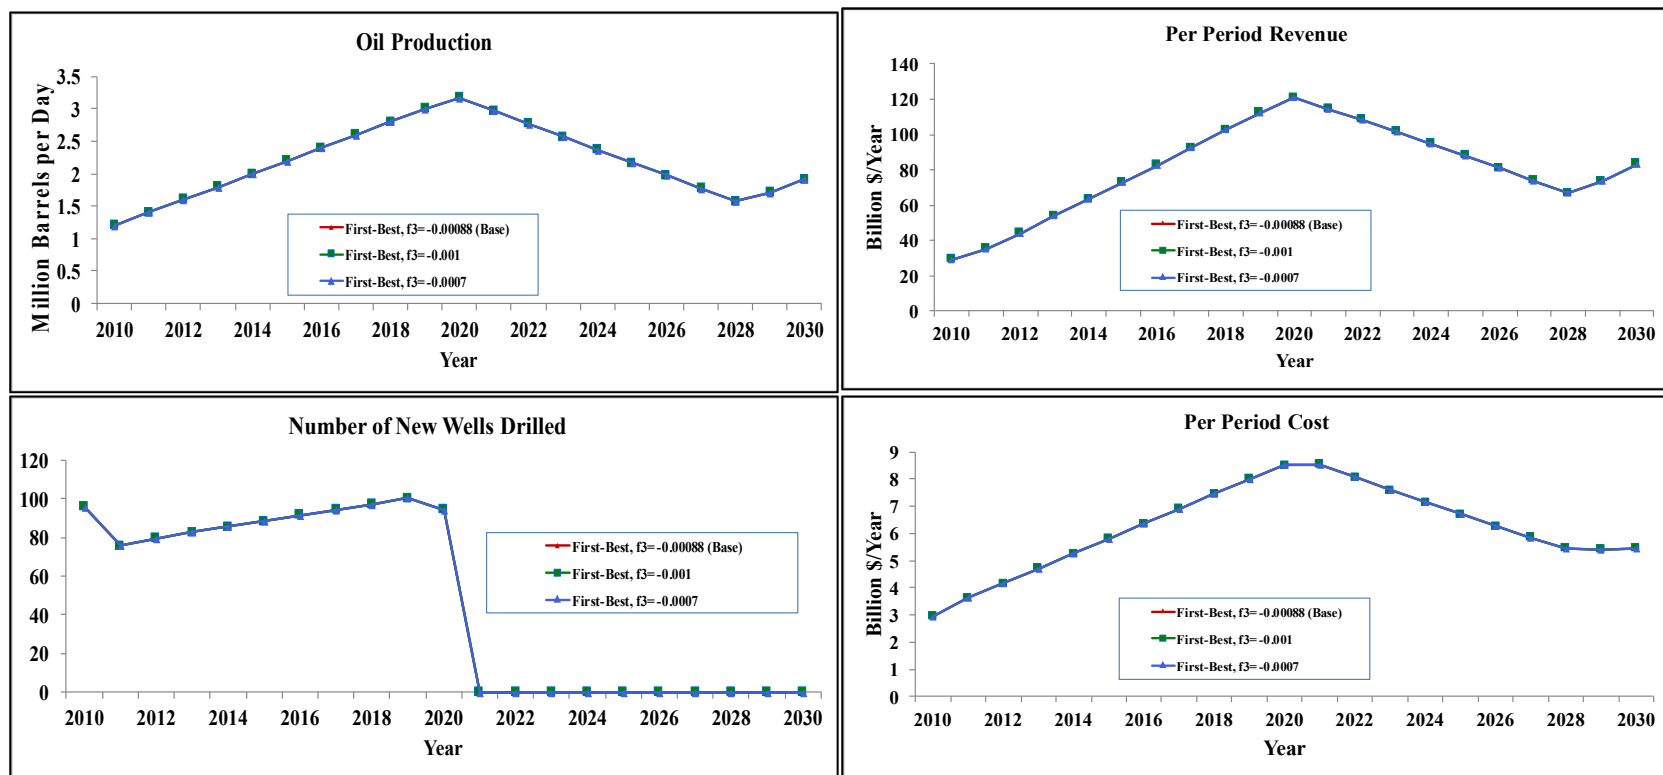 Oil Production
Million Barrels per Day
3.5
3
2.5
2
1.5
1
0.5
0
First-Best, f3=-0.00088 (Base)
First-Best, f3=-0.001
First-Best, f3=-0.0007
2010 2012 2014 2016 2018 2020 2022 2024 2026 2028 2030
Year
Per Period Revenue
Billion $/Year
140
120
100
80
60
40
20
0
First-Best, f3=-0.00088 (Base)
First-Best, f3=-0.001
First-Best, f3=-0.0007
2010 2012 2014 2016 2018 2020 2022 2024 2026 2028 2030
Year
Number of New Wells Drilled
120
100
80
60
40
20
0
First-Best, f3=-0.00088 (Base)
First-Best, f3=-0.001
First-Best, f3=-0.0007
2010 2012 2014 2016 2018 2020 2022 2024 2026 2028 2030
Year
Per Period Cost
Billion $/Year
9
8
7
6
5
4
3
2
1
0
First-Best, f3=-0.00088 (Base)
First-Best, f3=-0.001
First-Best, f3=-0.0007
2010 2012 2014 2016 2018 2020 2022 2024 2026 2028 2030
Year